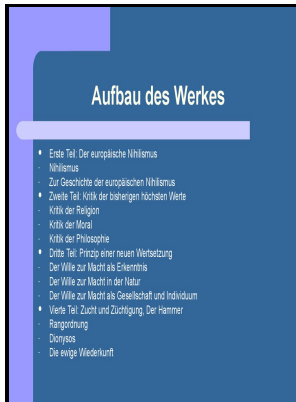 Aufbau des Werkes
• Erste Teil: Der europäische Nihilismus
- Nihilismus
- Zur Geschichte der europäischen Nihilismus
• Zweite Teil: Kritik der bisherigen höchsten Werte
- Kritik der Religion
- Kritik der Moral
- Kritik der Philosophie
• Dritte Teil: Prinzip einer neuen Wertsetzung
- Der Wille zur Macht als Erkenntnis
- Der Wille zur Macht in der Natur
- Der Wille zur Macht als Gesellschaft und Individuum
• Vierte Teil: Zucht und Züchtigung, Der Hammer
- Rangordnung
- Dionysos
- Die ewige Wiederkunft